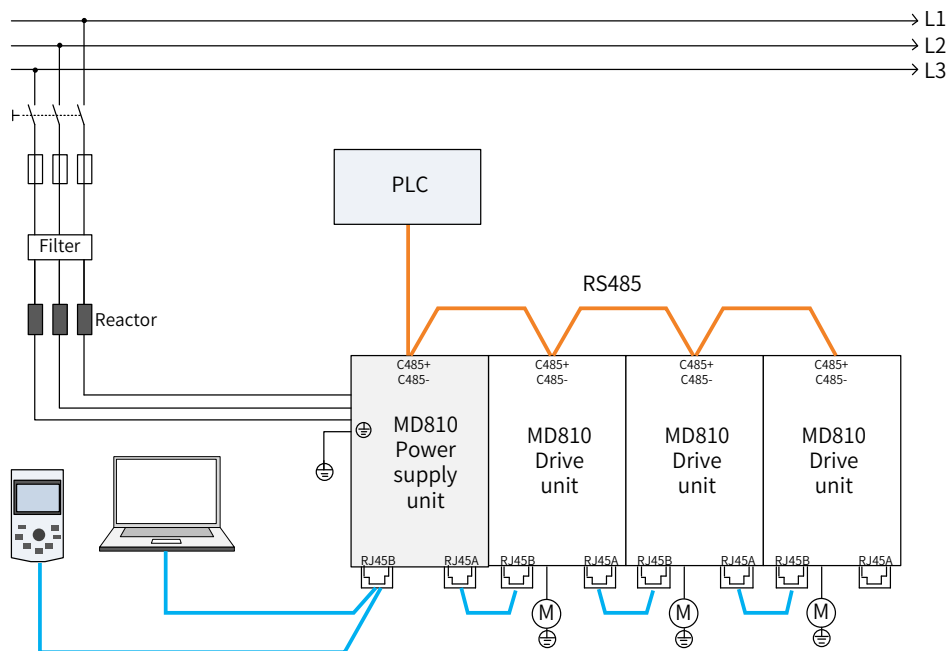 L1
L2
L3
PLC
Filter
RS485
Reactor
C485+
C485-
C485+
C485-
C485+
C485-
C485+
C485-
MD810
Power
supply
unit
MD810
Drive
unit
MD810
Drive
unit
MD810
Drive
unit
RJ45B
RJ45A
RJ45B
RJ45A
RJ45B
RJ45A
RJ45B
RJ45A
M
M
M